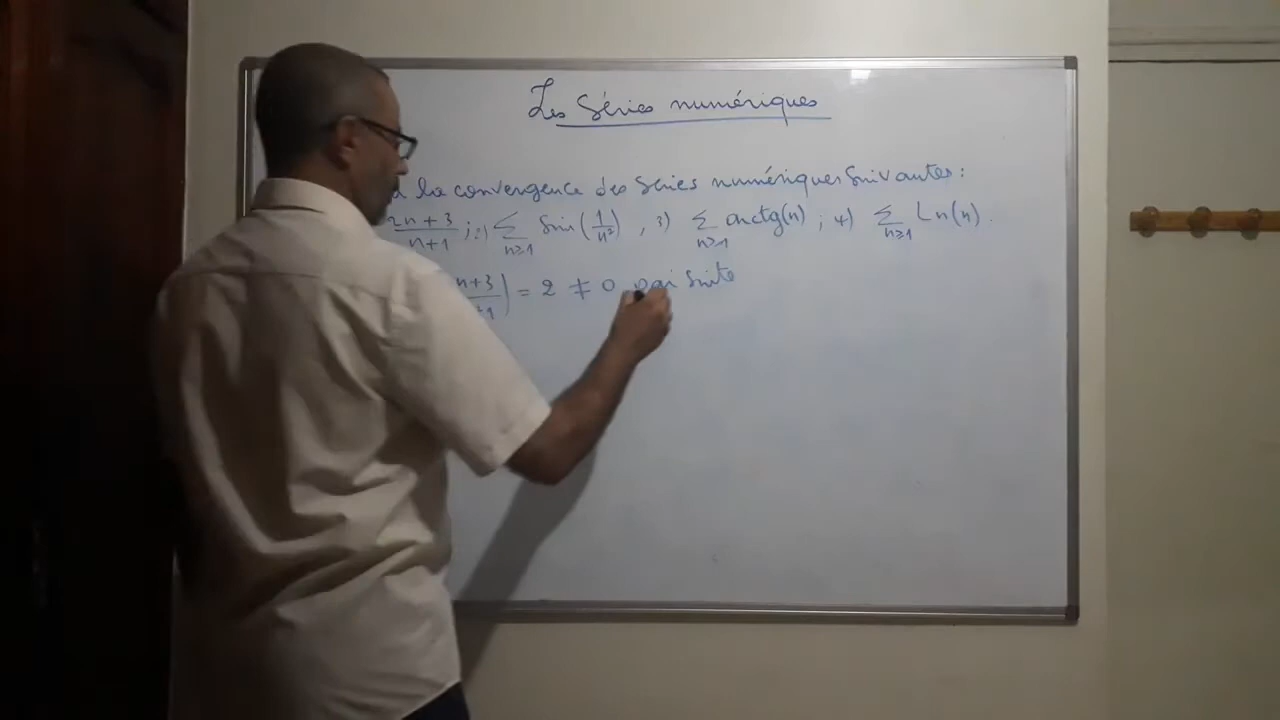 Les Séries numériques
la convergence des séries numériques suivantes :
2n+3/n+1 ; 2) ∑ n≥1 Sin(1/n²) , 3) ∑ n≥1 arctg(n) ; 4) ∑ n≥1 Ln(n) .
n+3/+1) = 2 ≠ 0 par suite